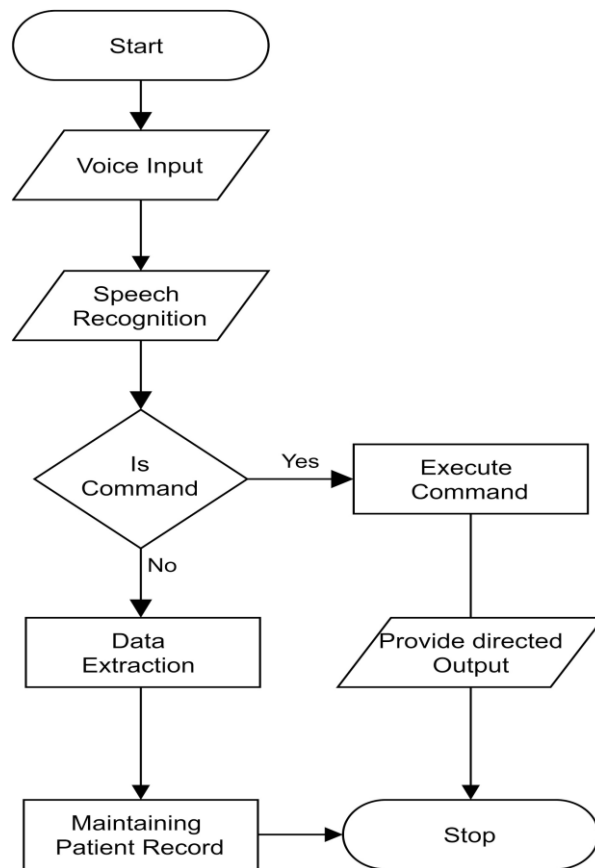 Start
Voice Input
Speech
Recognition
Is
Command
Yes
Execute
Command
No
Data
Extraction
Provide directed
Output
Maintaining
Patient Record
Stop